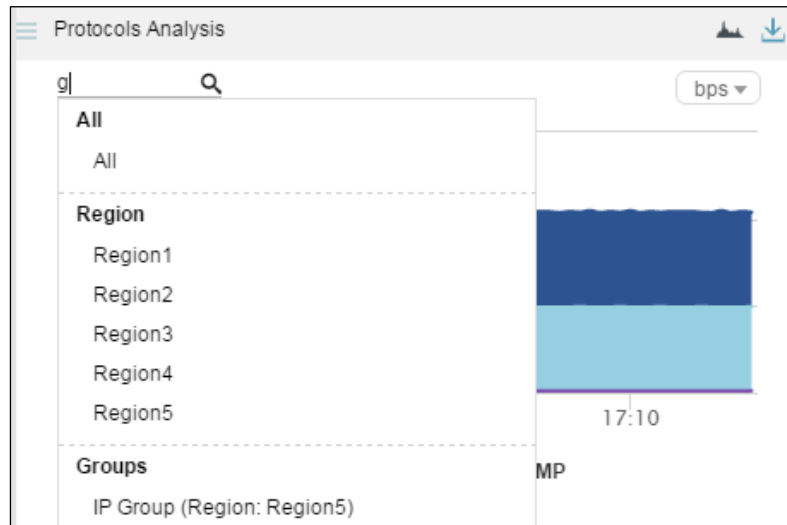 Protocols Analysis
g
bps
All
All
Region
Region1
Region2
Region3
Region4
Region5
17:10
Groups
MP
IP Group (Region: Region5)